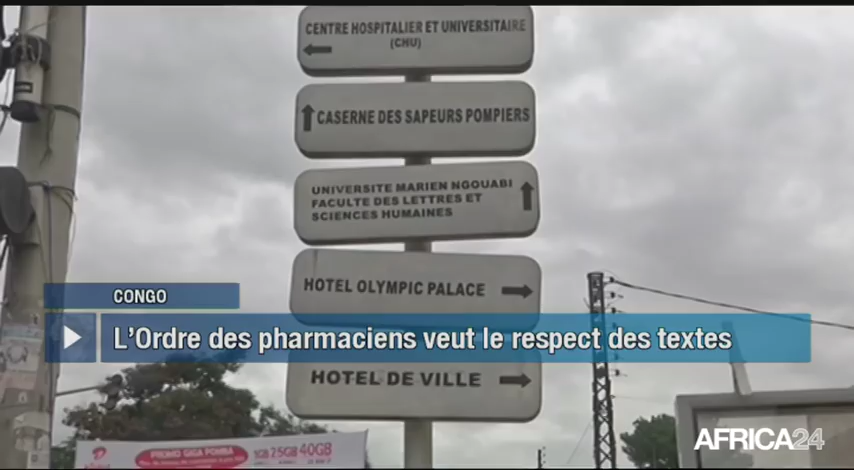 CENTRE HOSPITALIER ET UNIVERSITAIRE
(CHU)
CASERNE DES SAPEURS POMPIERS
UNIVERSITE MARIEN NGOUABI
FACULTE DES LETTRES ET
SCIENCES HUMAINES
HOTEL OLYMPIC PALACE
CONGO
L'Ordre des pharmaciens veut le respect des textes
HOTEL DE VILLE
airtel
PROMO GIGA POMBA
1GB 25GB 40GB
AFRICA24